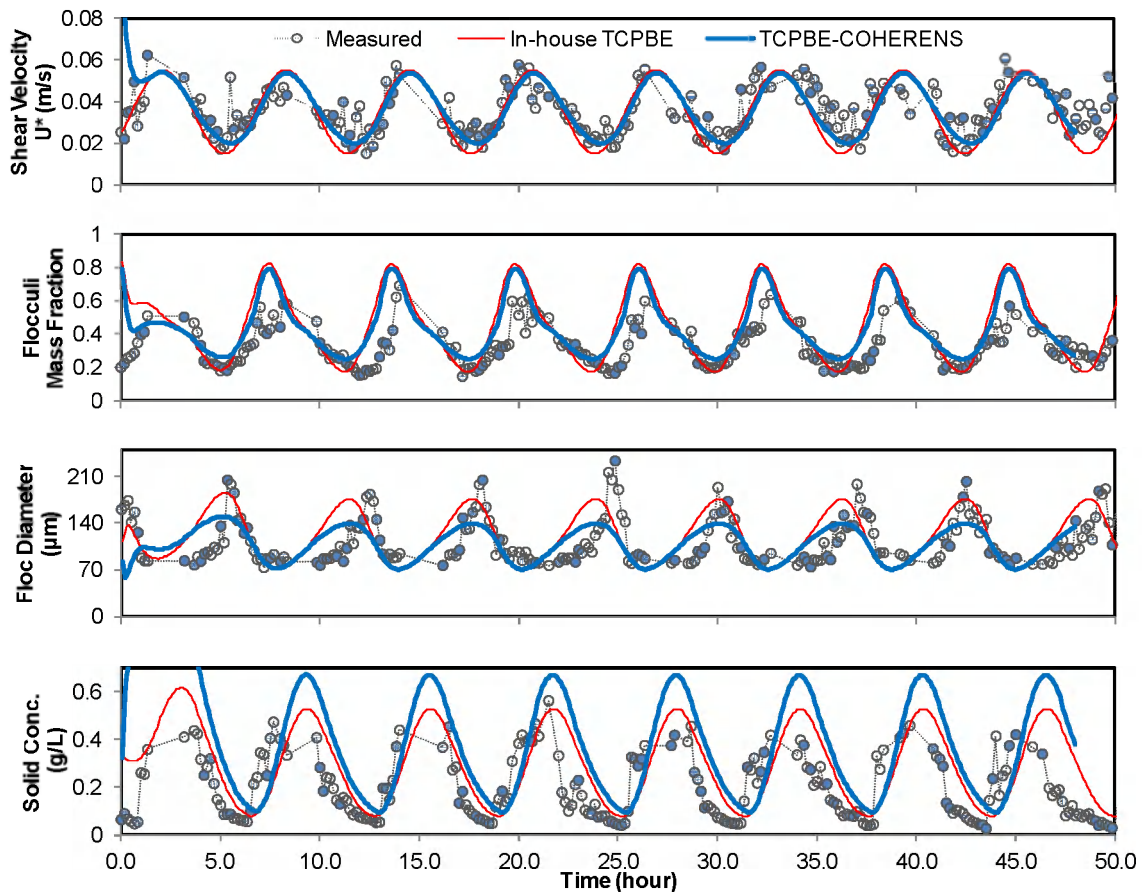 Measured In-house TCPBE TCPBE-COHERENS
Shear Velocity
U* (m/s)
0.08
0.06
0.04
0.02
0
Flocculi
Mass Fraction
1
0.8
0.6
0.4
0.2
0
Floc Diameter
(µm)
210
140
70
0
Solid Conc.
(g/L)
0.6
0.4
0.2
0
0.0 5.0 10.0 15.0 20.0 25.0 30.0 35.0 40.0 45.0 50.0
Time (hour)